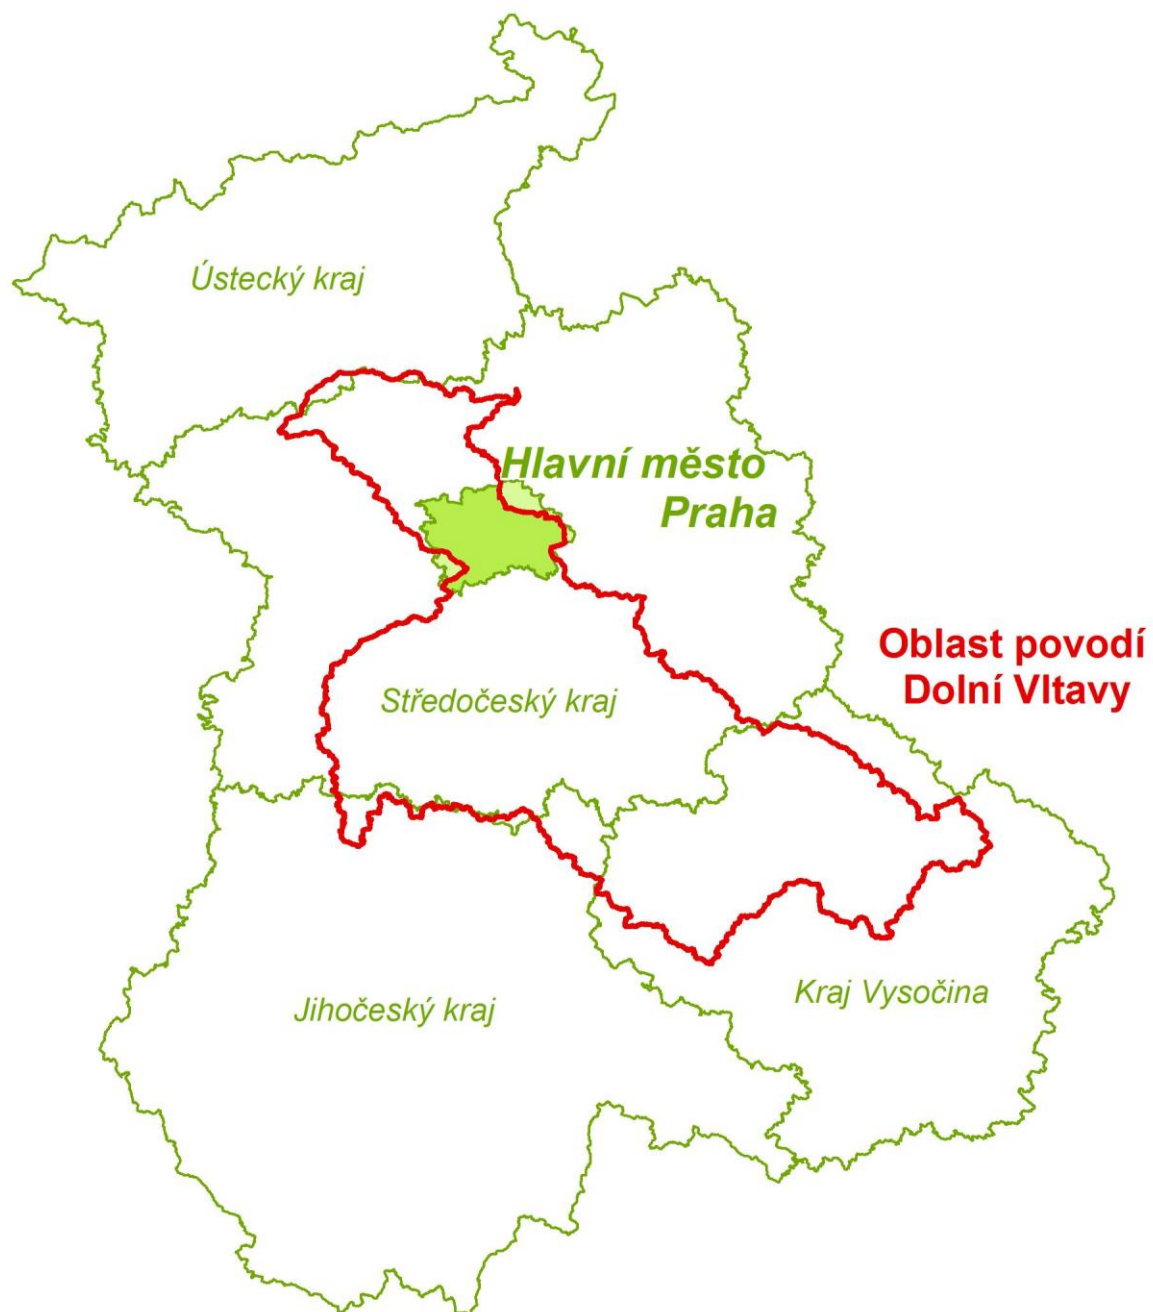 Ústecký kraj
Hlavní město
Praha
Oblast povodí
Dolní Vltavy
Středočeský kraj
Kraj Vysočina
Jihočeský kraj